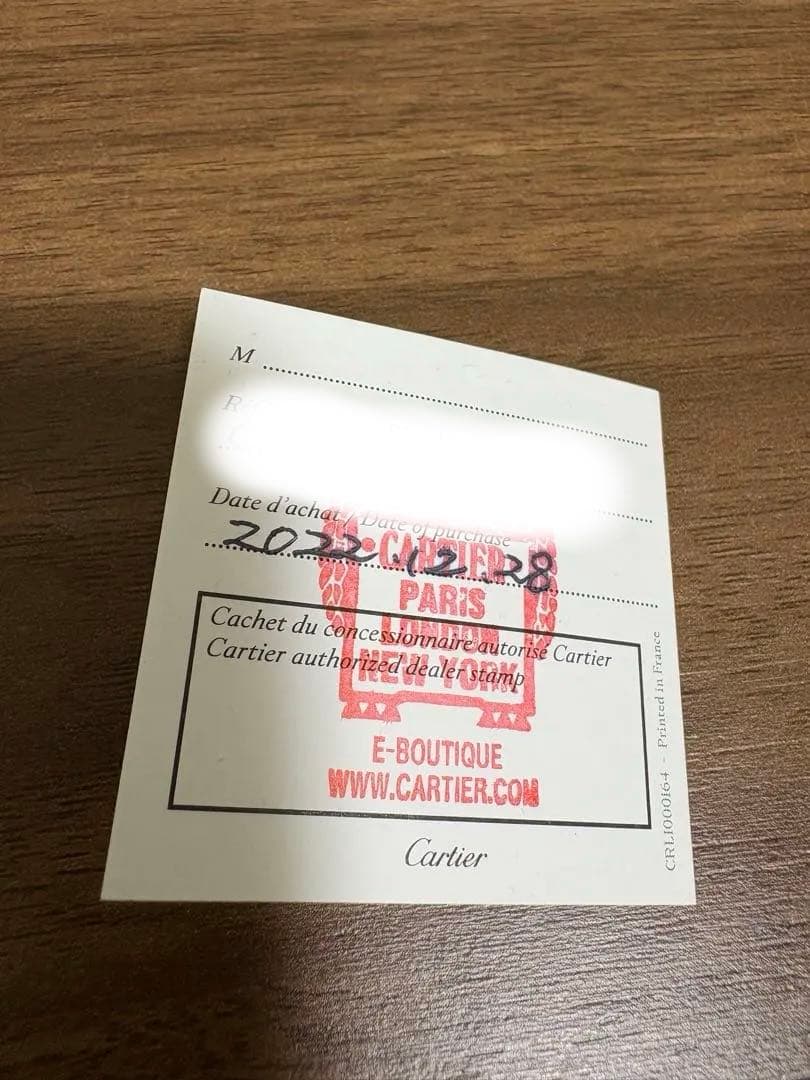 M
Date d'achat / Date of purchase
2022.12.28
CARTIER
PARIS
LONDON
NEW YORK
Cachet du concessionnaire autorisé Cartier
Cartier authorized dealer stamp
E-BOUTIQUE
WWW.CARTIER.COM
Cartier
CRLI000164 - Printed in France